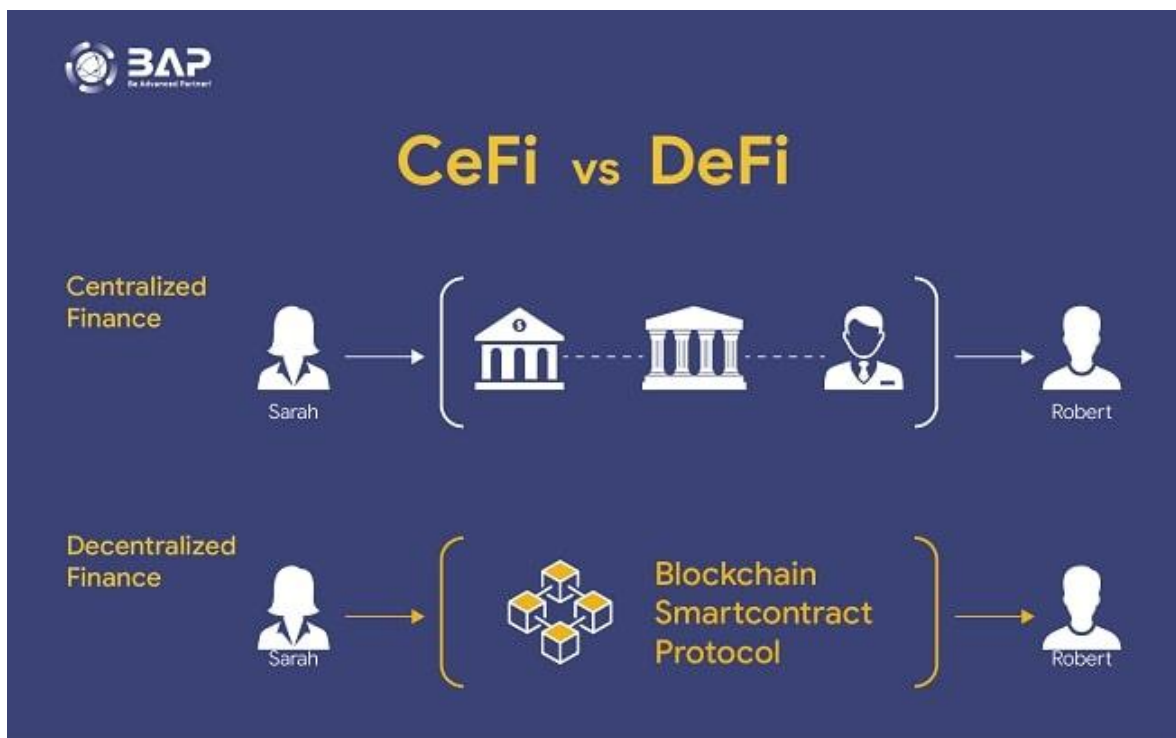 BAP
Be Advanced Partner!
CeFi vs DeFi
Centralized
Finance
$
Sarah
Robert
Decentralized
Finance
Blockchain
Smartcontract
Protocol
Sarah
Robert